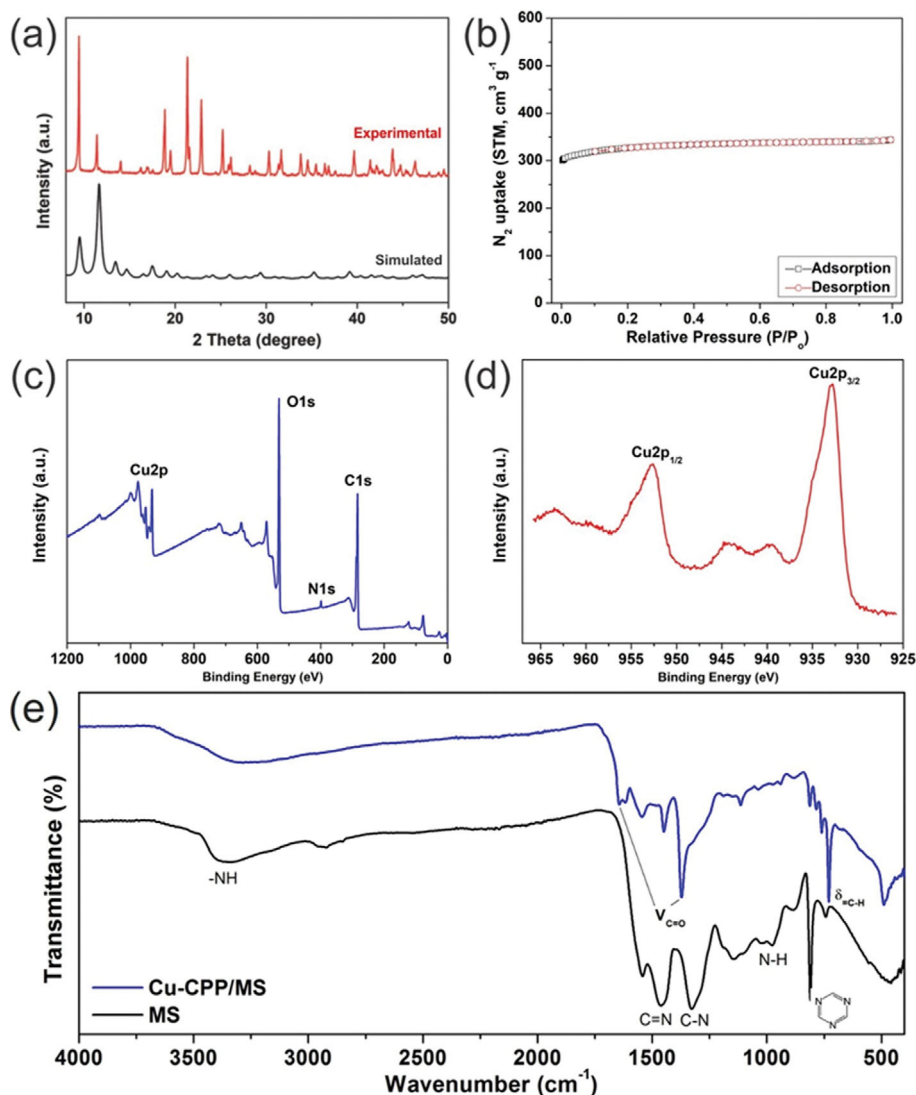 (a)
Intensity (a.u.)
Experimental
Simulated
10 20 30 40 50
2 Theta (degree)
(b)
N₂ uptake (STM, cm³ g⁻¹)
600
500
400
300
200
100
0
Adsorption
Desorption
0.0 0.2 0.4 0.6 0.8 1.0
Relative Pressure (P/Pₒ)
(c)
Intensity (a.u.)
O1s
Cu2p
C1s
N1s
1200 1000 800 600 400 200 0
Binding Energy (eV)
(d)
Intensity (a.u.)
Cu2p₃/₂
Cu2p₁/₂
965 960 955 950 945 940 935 930 925
Binding Energy (eV)
(e)
Transmittance (%)
-NH
V C=O
δ =C-H
N-H
C=N
C-N
N N
N
Cu-CPP/MS
MS
4000 3500 3000 2500 2000 1500 1000 500
Wavenumber (cm⁻¹)